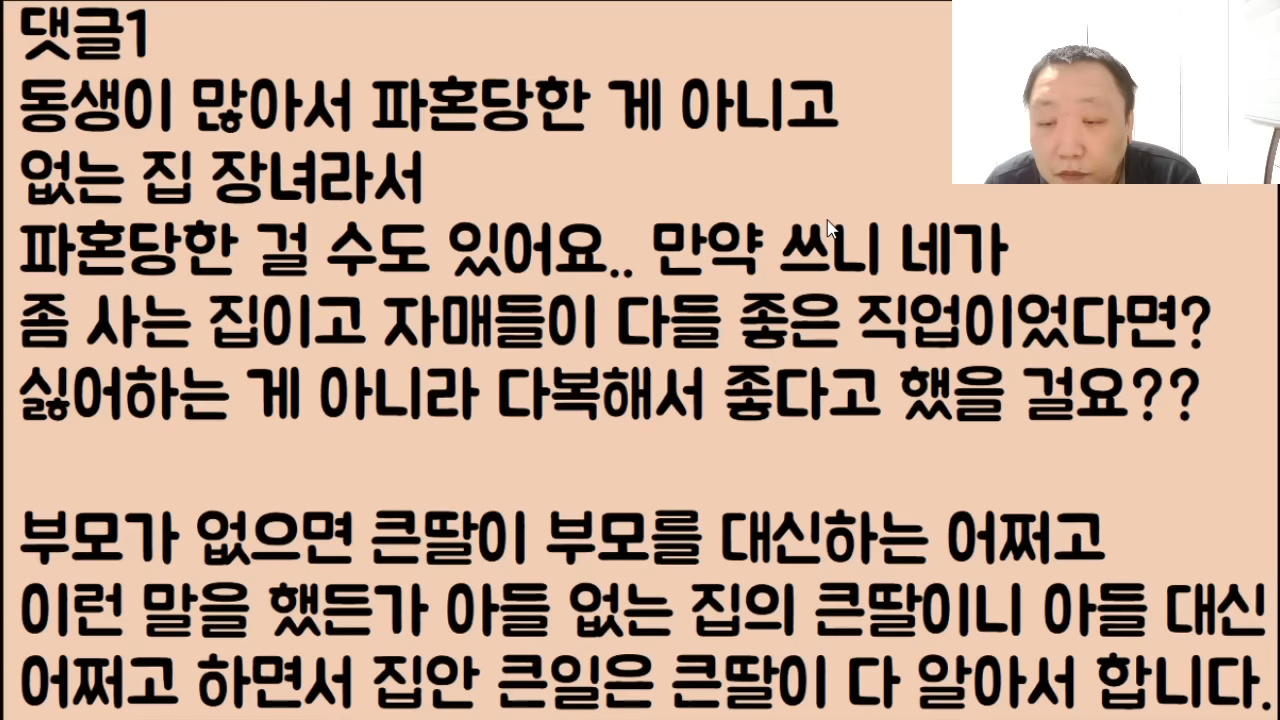 댓글1
동생이 많아서 파혼당한 게 아니고
없는 집 장녀라서
파혼당한 걸 수도 있어요.. 만약 쓰니 네가
좀 사는 집이고 자매들이 다들 좋은 직업이었다면?
싫어하는 게 아니라 다복해서 좋다고 했을 걸요??
부모가 없으면 큰딸이 부모를 대신하는 어쩌고
이런 말을 했든가 아들 없는 집의 큰딸이니 아들 대신
어쩌고 하면서 집안 큰일은 큰딸이 다 알아서 합니다.